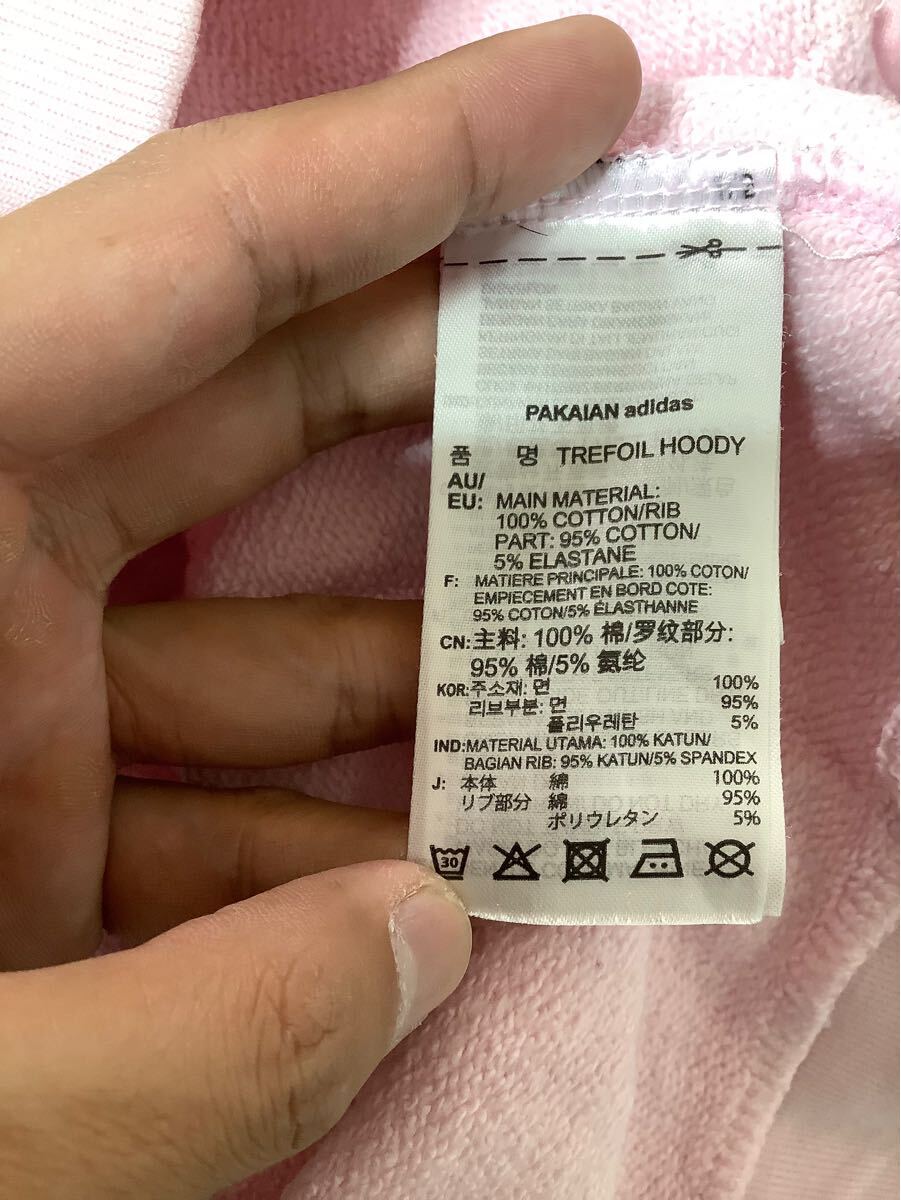 PAKAIAN adidas
품 명 TREFOIL HOODY
AU/
EU: MAIN MATERIAL:
100% COTTON/RIB
PART: 95% COTTON/
5% ELASTANE
F: MATIERE PRINCIPALE: 100% COTON/
EMPIECEMENT EN BORD COTE:
95% COTON/5% ÉLASTHANNE
CN: 主料: 100% 棉/罗纹部分:
95% 棉/5% 氨纶
KOR: 주소재: 면 100%
리브부분: 면 95%
폴리우레탄 5%
IND: MATERIAL UTAMA: 100% KATUN/
BAGIAN RIB: 95% KATUN/5% SPANDEX
J: 本体 綿 100%
リブ部分 綿 95%
ポリウレタン 5%
30